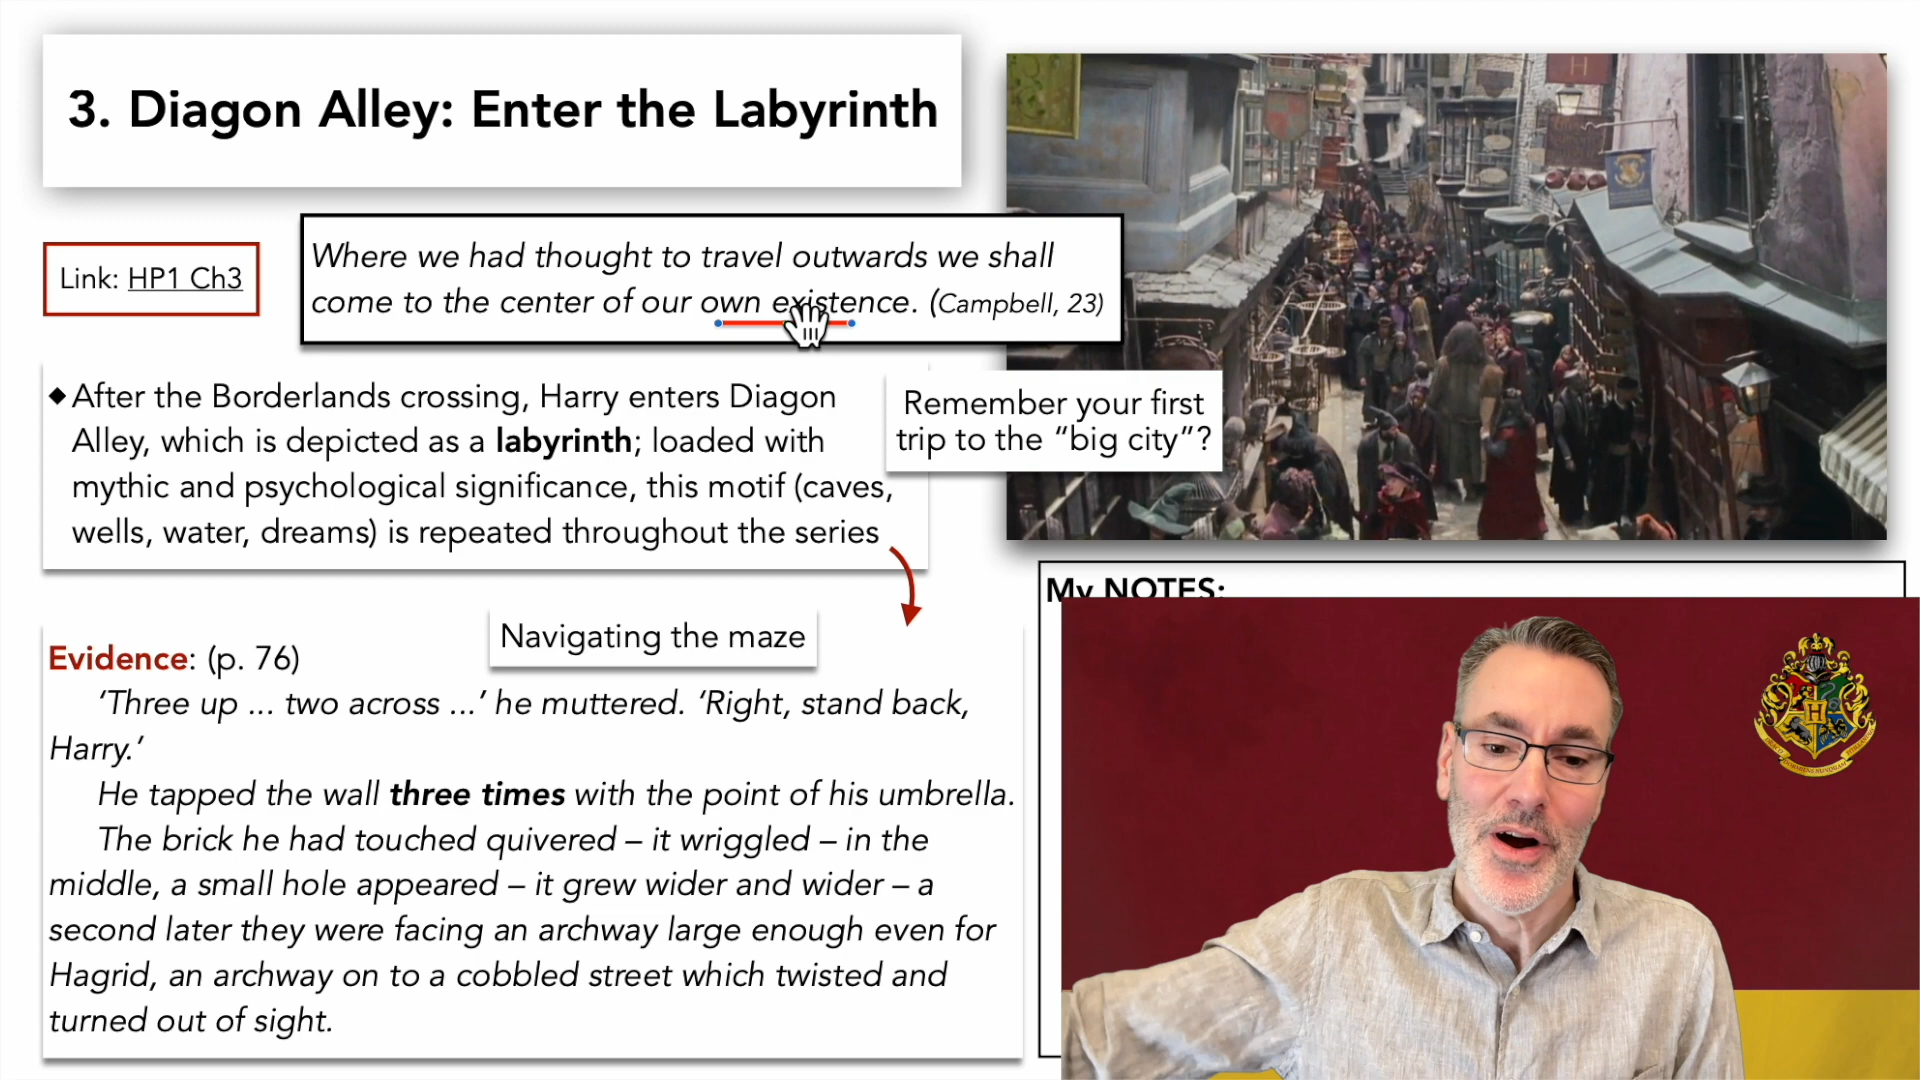 3. Diagon Alley: Enter the Labyrinth
Link: HP1 Ch3
Where we had thought to travel outwards we shall
come to the center of our own existence. (Campbell, 23)
◆After the Borderlands crossing, Harry enters Diagon
Alley, which is depicted as a labyrinth; loaded with
mythic and psychological significance, this motif (caves,
wells, water, dreams) is repeated throughout the series
Remember your first
trip to the “big city”?
My NOTES:
Navigating the maze
Evidence: (p. 76)
‘Three up ... two across ...’ he muttered. ‘Right, stand back,
Harry.’
He tapped the wall three times with the point of his umbrella.
The brick he had touched quivered – it wriggled – in the
middle, a small hole appeared – it grew wider and wider – a
second later they were facing an archway large enough even for
Hagrid, an archway on to a cobbled street which twisted and
turned out of sight.
H
H